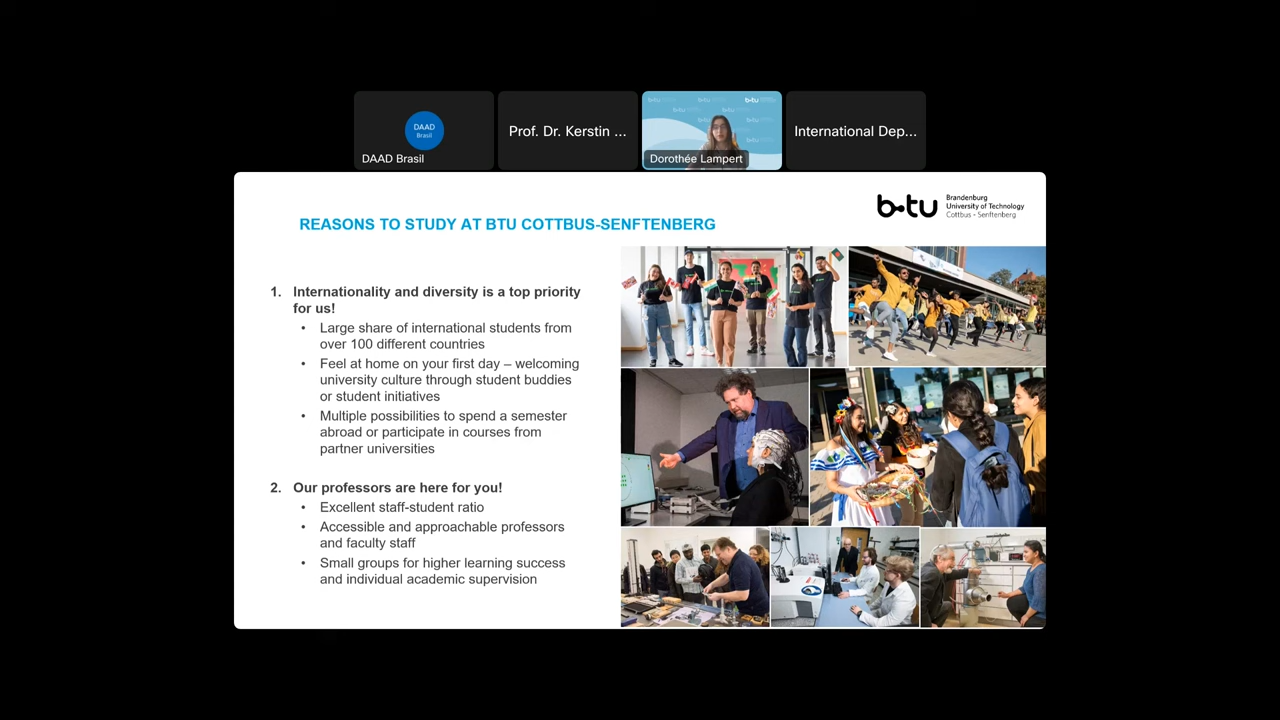 DAAD
Brasil
DAAD Brasil
Prof. Dr. Kerstin ...
b-tu
Dorothée Lampert
International Dep...
b-tu
Brandenburg
University of Technology
Cottbus - Senftenberg
REASONS TO STUDY AT BTU COTTBUS-SENFTENBERG
1. Internationality and diversity is a top priority
for us!
• Large share of international students from
over 100 different countries
• Feel at home on your first day – welcoming
university culture through student buddies
or student initiatives
• Multiple possibilities to spend a semester
abroad or participate in courses from
partner universities
2. Our professors are here for you!
• Excellent staff-student ratio
• Accessible and approachable professors
and faculty staff
• Small groups for higher learning success
and individual academic supervision